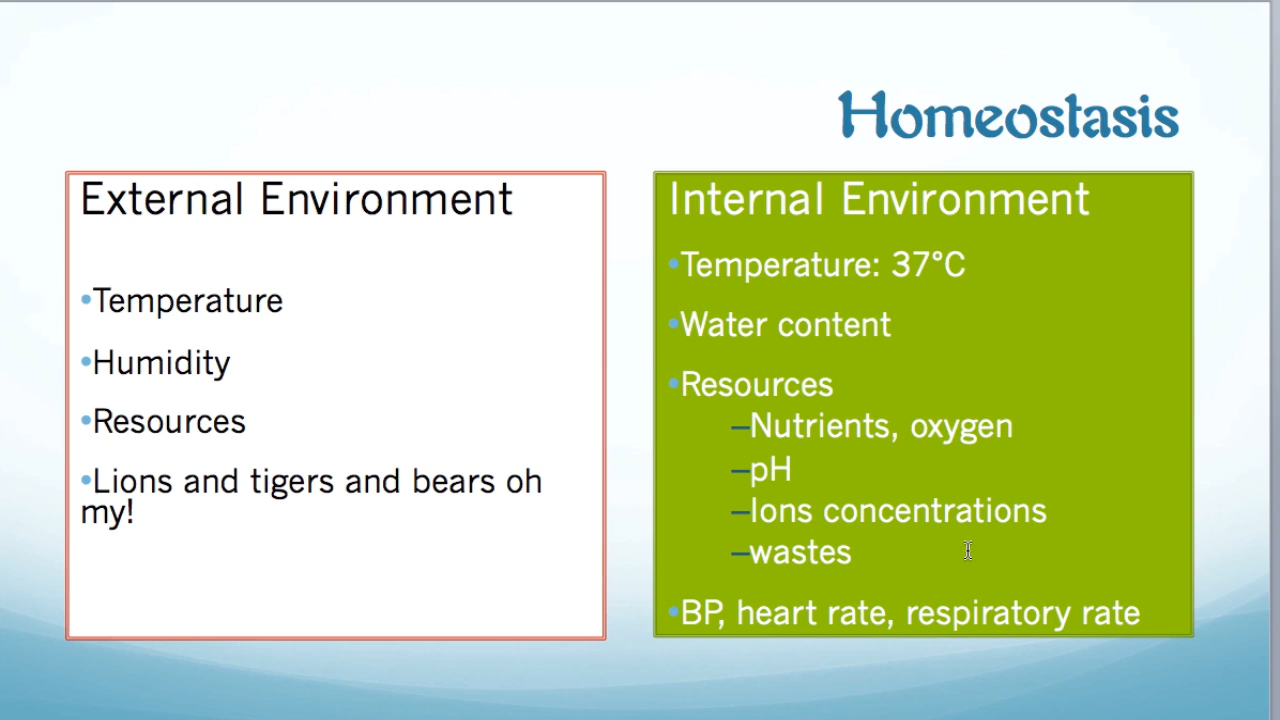 Homeostasis
External Environment
•Temperature
•Humidity
•Resources
•Lions and tigers and bears oh
my!
Internal Environment
•Temperature: 37°C
•Water content
•Resources
–Nutrients, oxygen
–pH
–Ions concentrations
–wastes
•BP, heart rate, respiratory rate